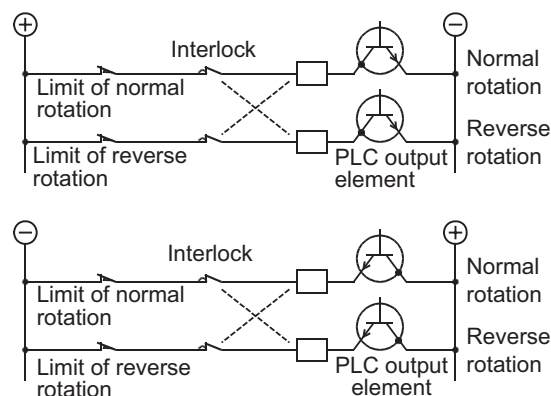 +
−
Interlock
Normal
rotation
Limit of normal
rotation
Reverse
rotation
Limit of reverse
rotation
PLC output
element
−
+
Interlock
Normal
rotation
Limit of normal
rotation
Reverse
rotation
Limit of reverse
rotation
PLC output
element